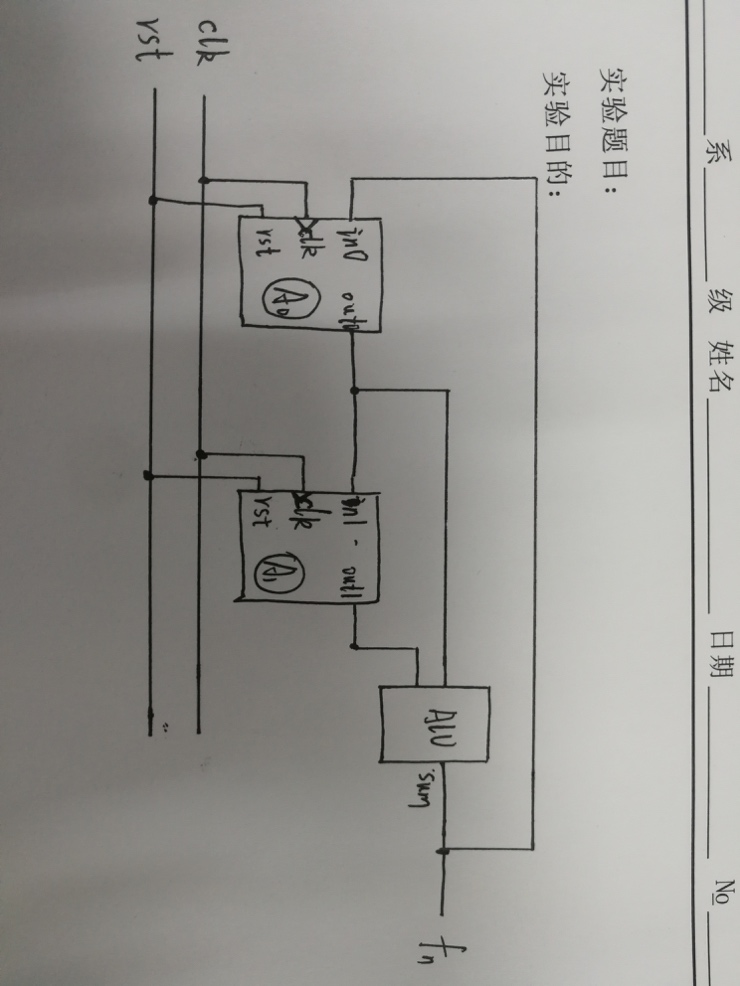 系 级 姓名 日期 No
实验题目：
实验目的：
fn
ALU
sum
in0 out0
clk
rst
A0
in1 out1
clk
rst
A1
clk
rst